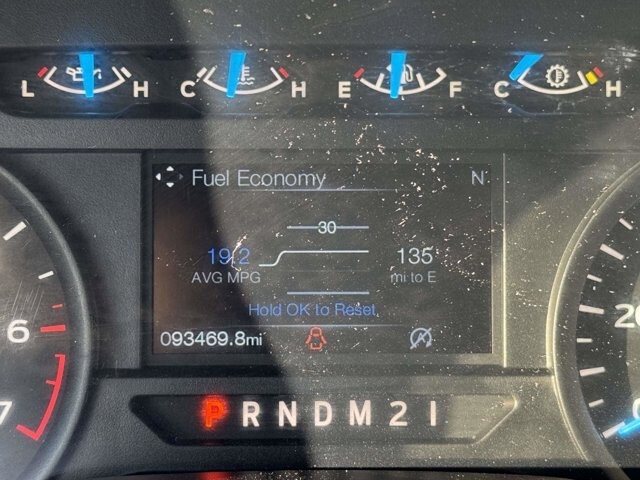 L H C H E F C H
Fuel Economy N
30
19.2 135
AVG MPG mi to E
Hold OK to Reset
093469.8mi
6
7
P R N D M 2 1